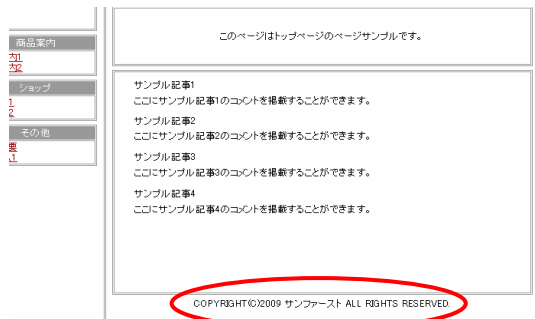 商品案内
内1
内2
ショップ
1
2
その他
要
ム1
このページはトップページのページサンプルです。
サンプル記事1
ここにサンプル記事1のコメントを掲載することができます。
サンプル記事2
ここにサンプル記事2のコメントを掲載することができます。
サンプル記事3
ここにサンプル記事3のコメントを掲載することができます。
サンプル記事4
ここにサンプル記事4のコメントを掲載することができます。
COPYRIGHT(C)2009 サンファースト ALL RIGHTS RESERVED.